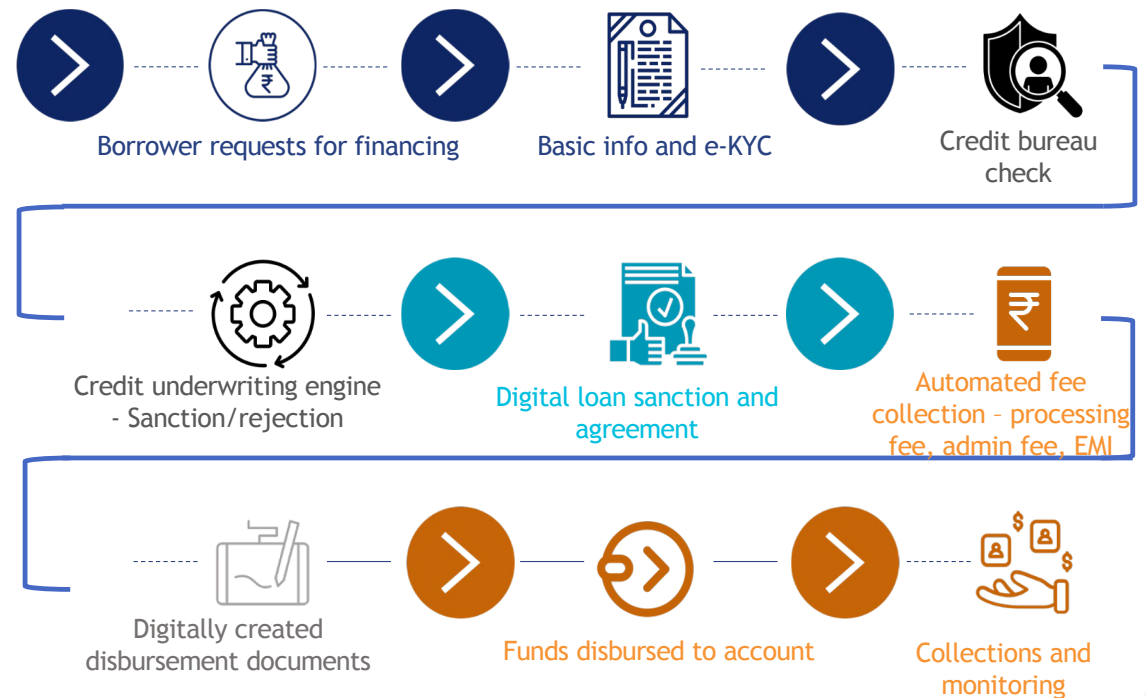 ₹
Borrower requests for financing
Basic info and e-KYC
Credit bureau
check
Credit underwriting engine
- Sanction/rejection
Digital loan sanction and
agreement
₹
Automated fee
collection – processing
fee, admin fee, EMI
Digitally created
disbursement documents
Funds disbursed to account
$
$
Collections and
monitoring